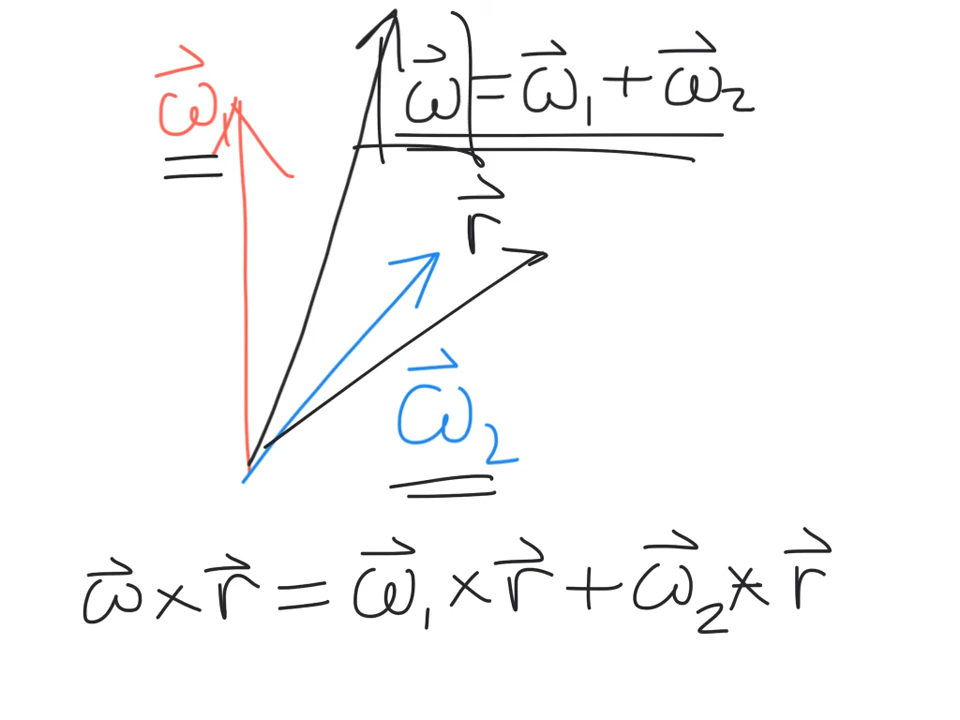 ω⃗₁
ω⃗ = ω⃗₁ + ω⃗₂
r⃗
ω⃗₂
ω⃗ × r⃗ = ω⃗₁ × r⃗ + ω⃗₂ × r⃗